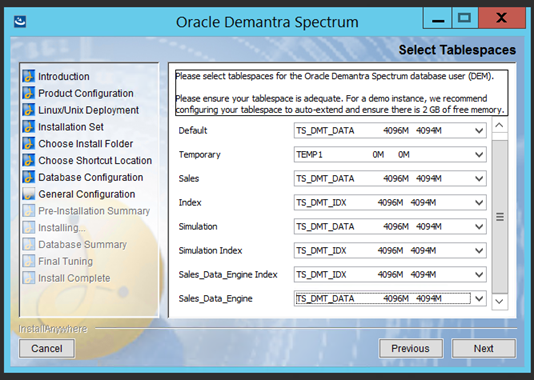 Oracle Demantra Spectrum
Select Tablespaces
Introduction
Product Configuration
Linux/Unix Deployment
Installation Set
Choose Install Folder
Choose Shortcut Location
Database Configuration
General Configuration
Pre-Installation Summary
Installing...
Database Summary
Final Tuning
Install Complete
Please select tablespaces for the Oracle Demantra Spectrum database user (DEM).
Please ensure your tablespace is adequate. For a demo instance, we recommend
configuring your tablespace to auto-extend and ensure there is 2 GB of free memory.
Default TS_DMT_DATA 4096M 4094M
Temporary TEMP1 0M 0M
Sales TS_DMT_DATA 4096M 4094M
Index TS_DMT_IDX 4096M 4094M
Simulation TS_DMT_DATA 4096M 4094M
Simulation Index TS_DMT_IDX 4096M 4094M
Sales_Data_Engine Index TS_DMT_IDX 4096M 4094M
Sales_Data_Engine TS_DMT_DATA 4096M 4094M
InstallAnywhere
Cancel Previous Next